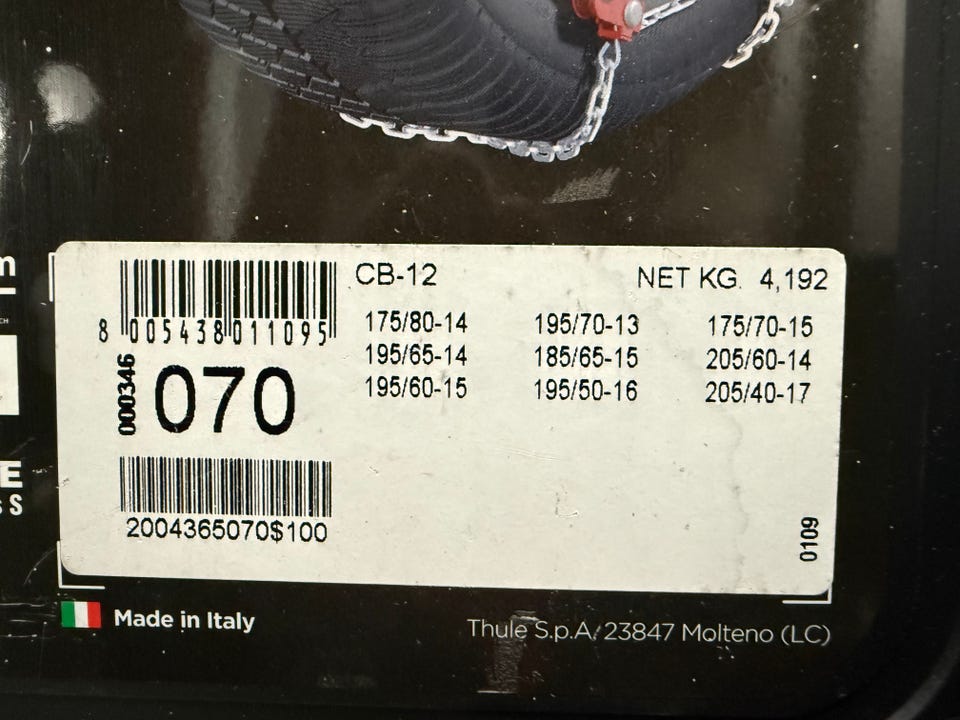 m
CH
E
s S
CB-12
NET KG. 4,192
8 005438 011095
175/80-14 195/70-13 175/70-15
195/65-14 185/65-15 205/60-14
195/60-15 195/50-16 205/40-17
000346
070
2004365070$100
0109
Made in Italy
Thule S.p.A. 23847 Molteno (LC)